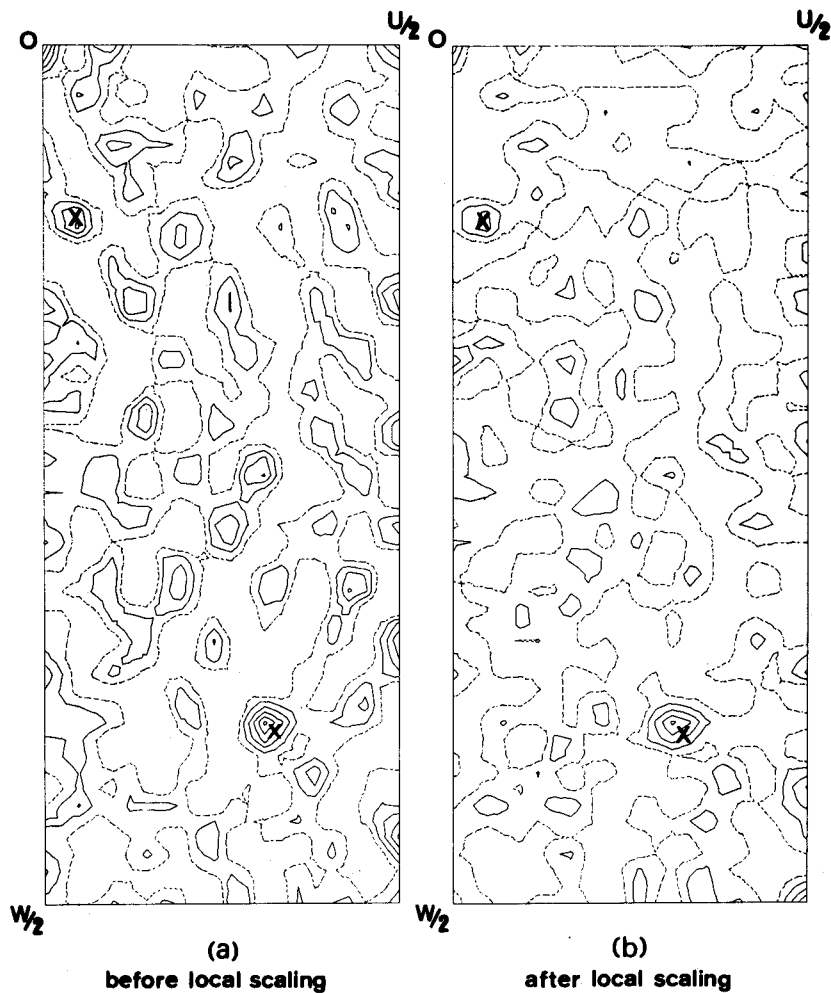 O U/2 O U/2
X X
X X
W/2 W/2
(a) (b)
before local scaling after local scaling